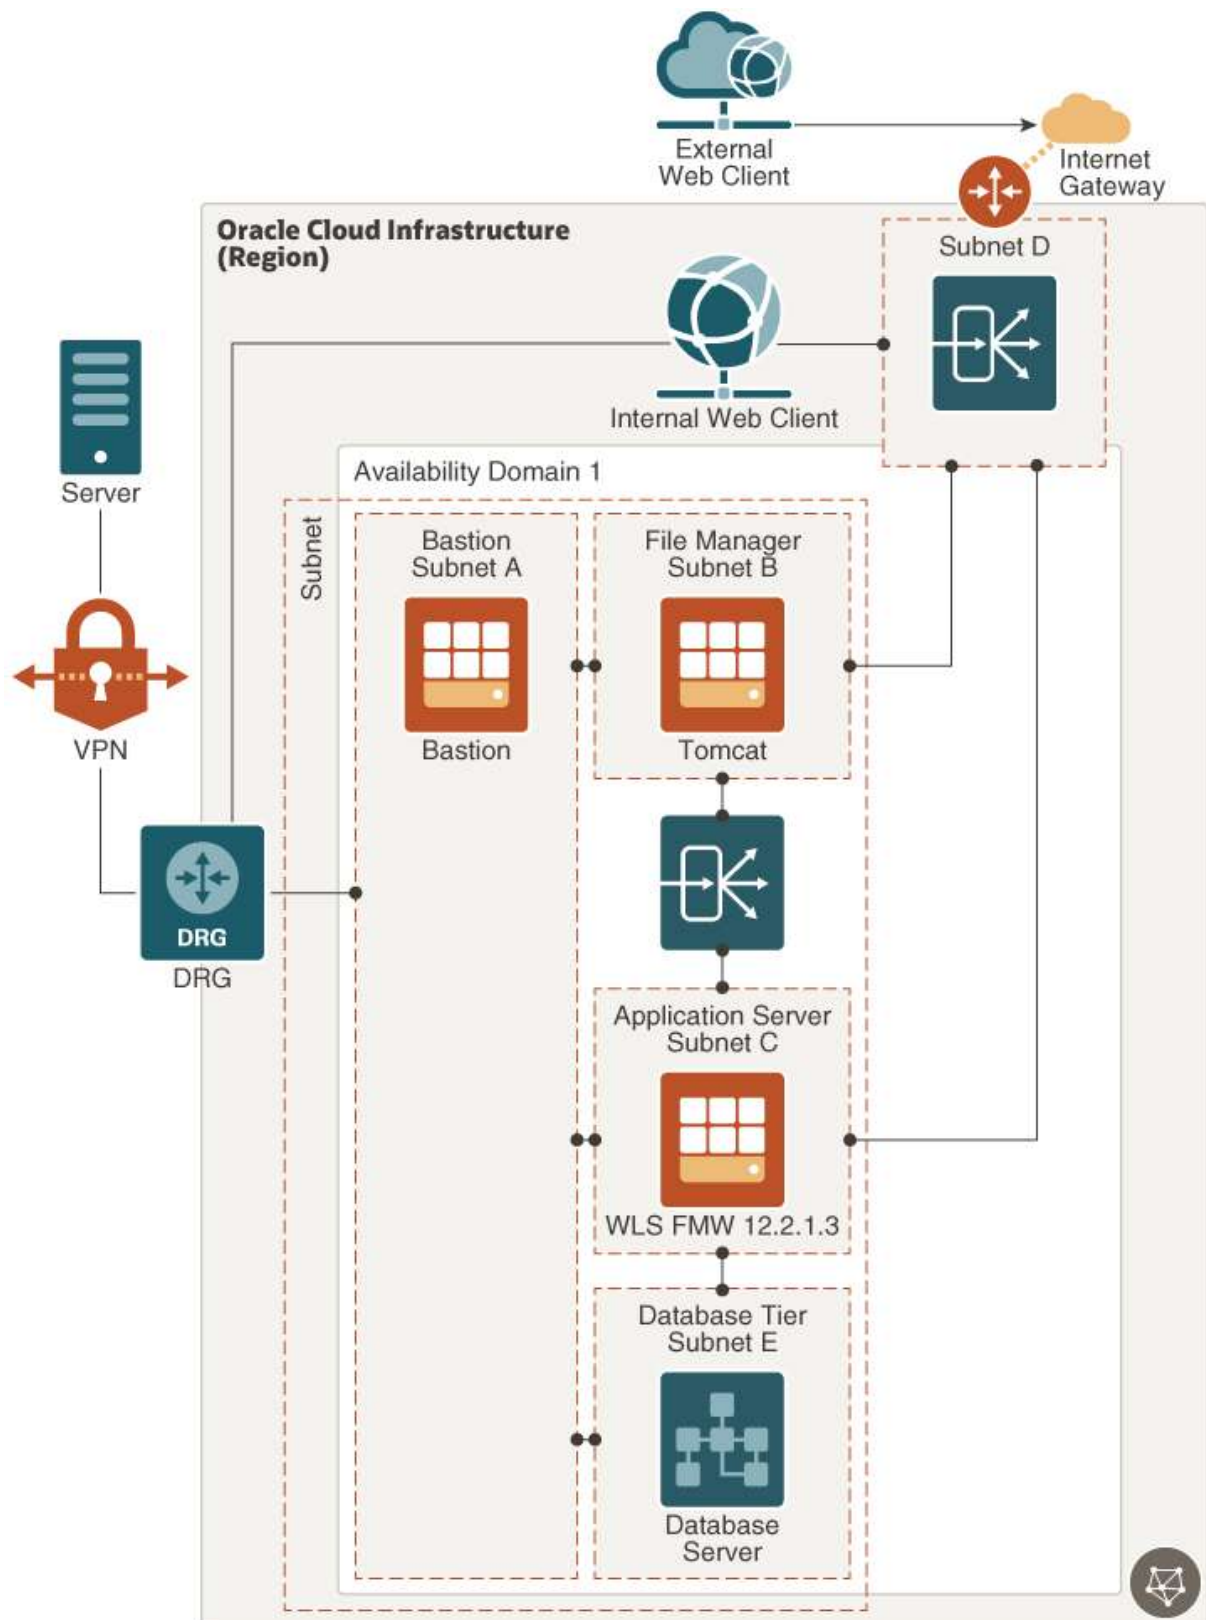 External
Web Client
Internet
Gateway
Oracle Cloud Infrastructure
(Region)
Subnet D
Internal Web Client
Server
Availability Domain 1
Subnet
Bastion
Subnet A
File Manager
Subnet B
VPN
Bastion
Tomcat
DRG
DRG
Application Server
Subnet C
WLS FMW 12.2.1.3
Database Tier
Subnet E
Database
Server